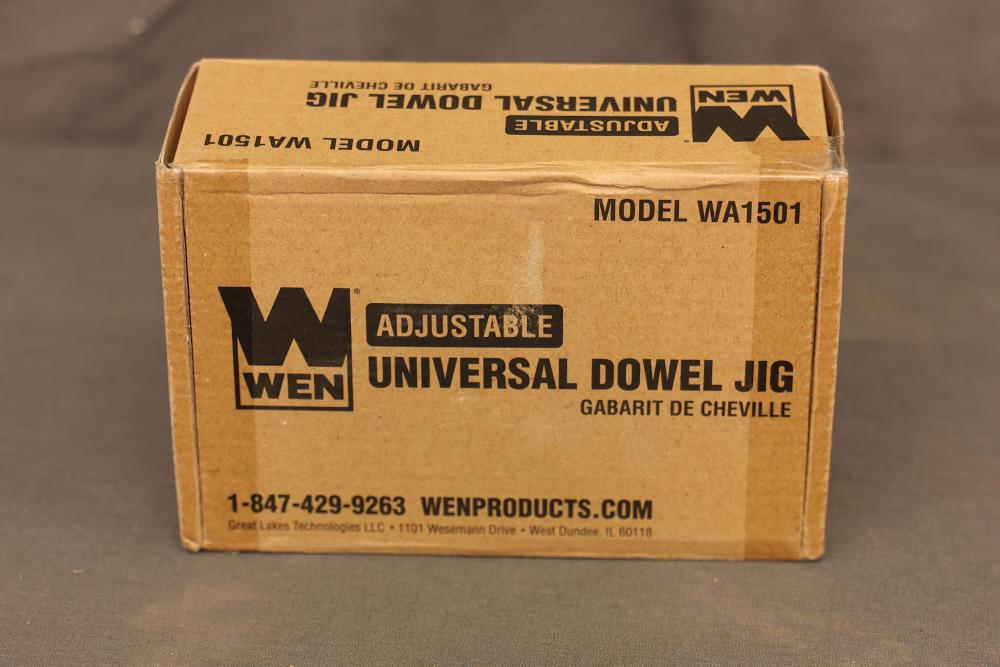 WEN
ADJUSTABLE
UNIVERSAL DOWEL JIG
GABARIT DE CHEVILLE
MODEL WA1501
MODEL WA1501
W®
WEN
ADJUSTABLE
UNIVERSAL DOWEL JIG
GABARIT DE CHEVILLE
1-847-429-9263 WENPRODUCTS.COM
Great Lakes Technologies LLC • 1101 Wesemann Drive • West Dundee, IL 60118